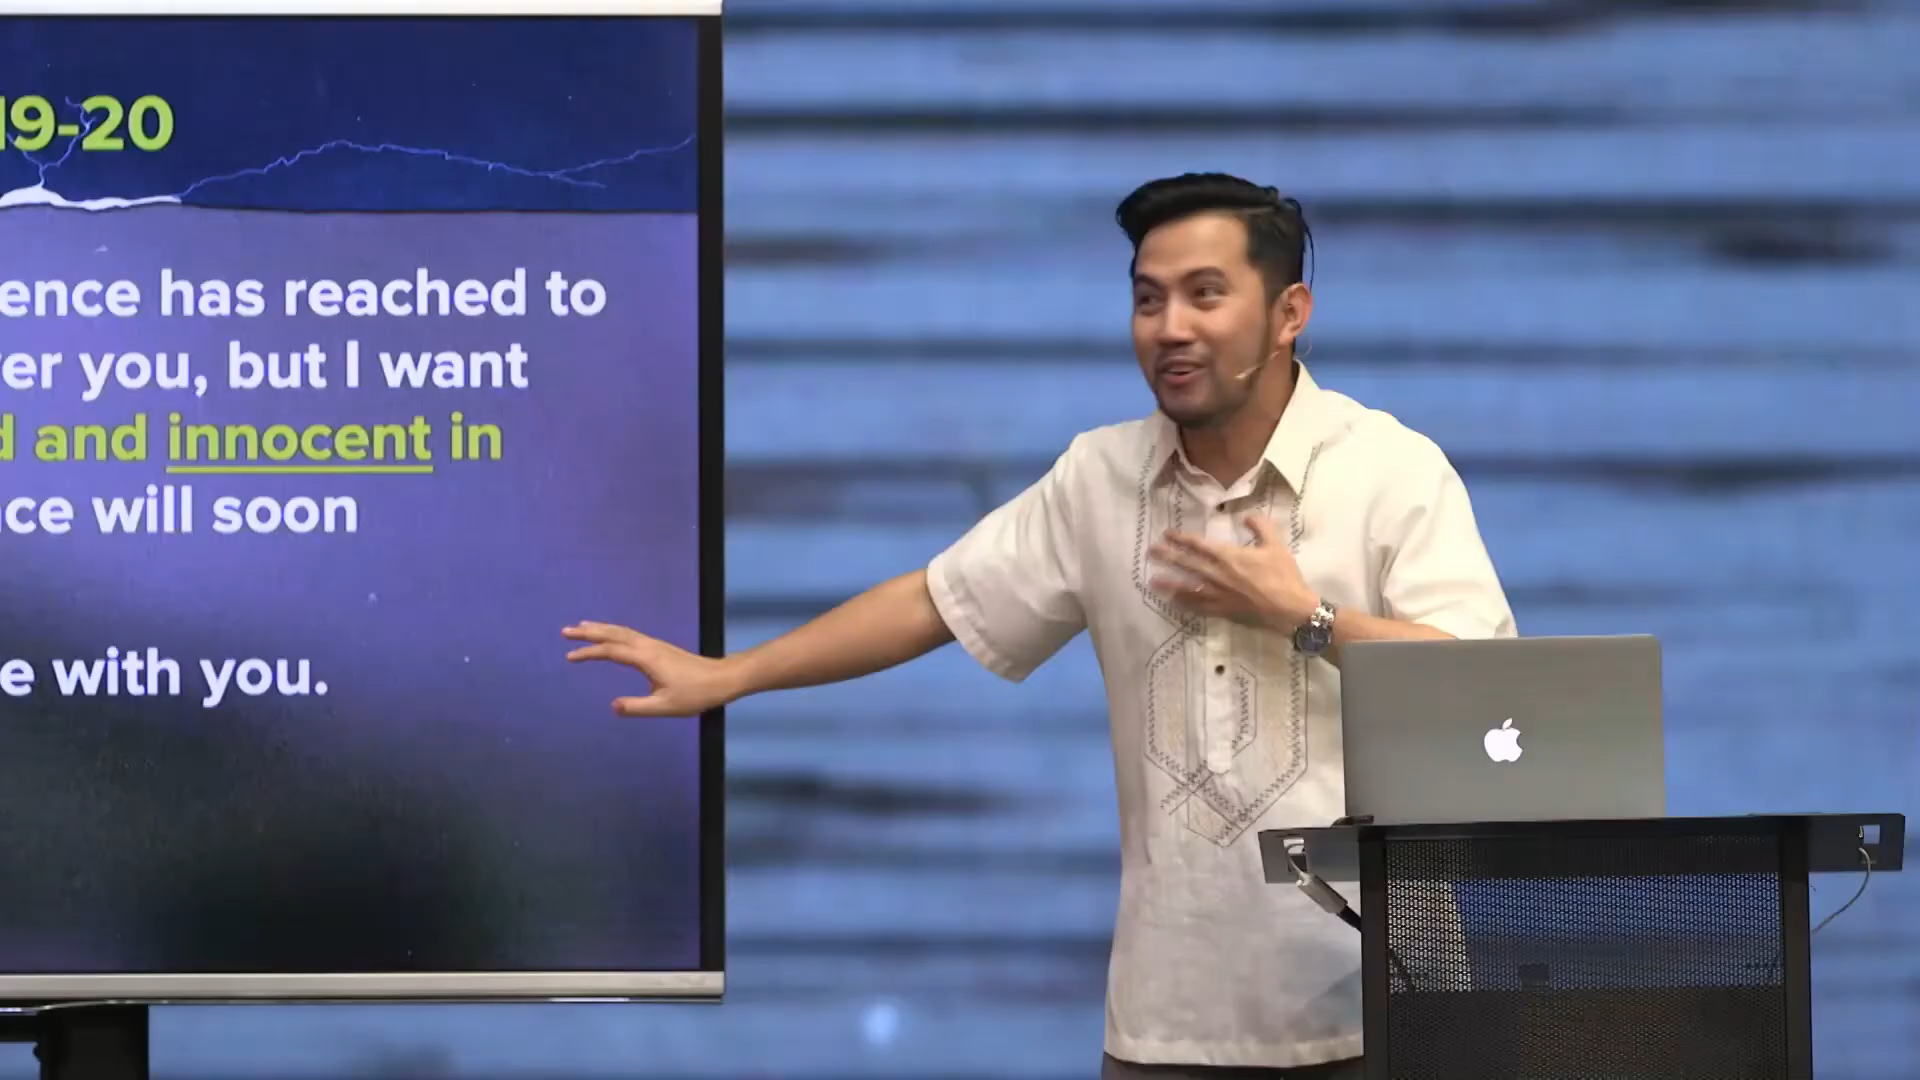 19-20
ence has reached to
er you, but I want
d and innocent in
ce will soon
e with you.